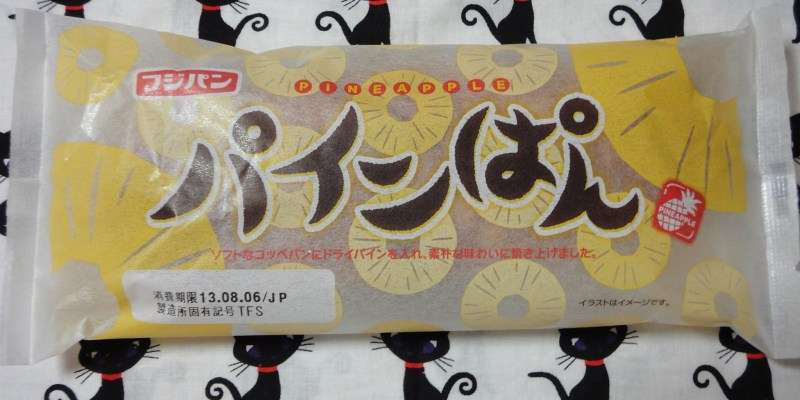 フジパン
PINEAPPLE
パインぱん
PINEAPPLE
ソフトなコッペパンにドライパインを入れ、素朴な味わいに焼き上げました。
消費期限13.08.06/JP
製造所固有記号TFS
イラストはイメージです。